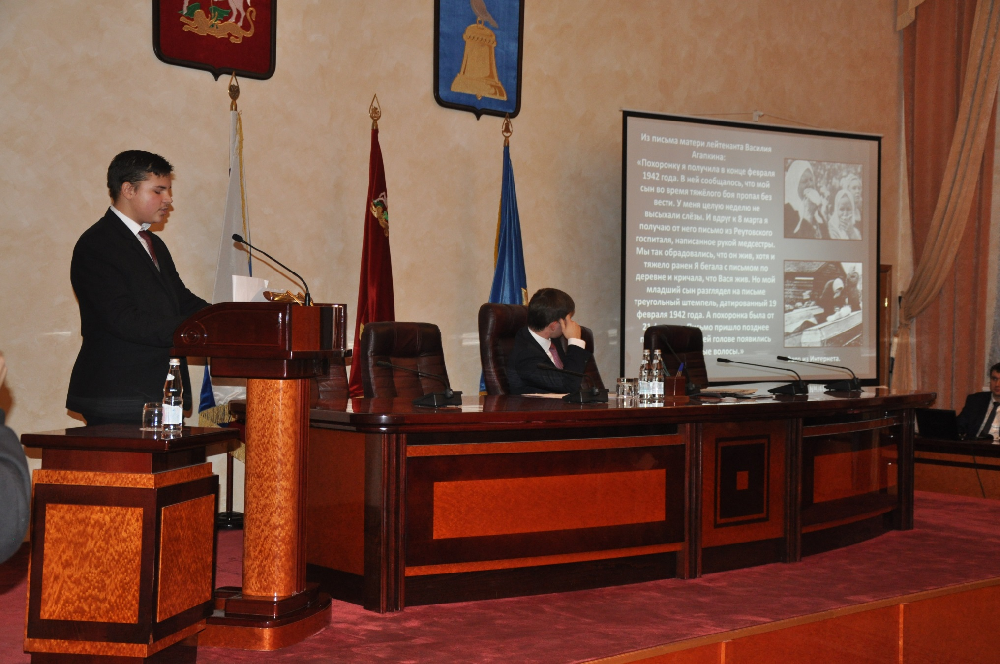 Из письма матери лейтенанта Василия
Агапкина:
«Похоронку я получила в конце февраля
1942 года. В ней сообщалось, что мой
сын во время тяжёлого боя пропал без
вести. У меня целую неделю не
высыхали слёзы. И вдруг к 8 марта я
получаю от него письмо из Реутовского
госпиталя, написанное рукой медсестры.
Мы так обрадовались, что он жив, хотя и
тяжело ранен Я бегала с письмом по
деревне и кричала, что Вася жив. Но мой
младший сын разглядел на письме
треугольный штемпель, датированный 19
февраля 1942 года. А похоронка была от
21 Письмо пришло позднее
голове появились
волосы.»
из Интернета.